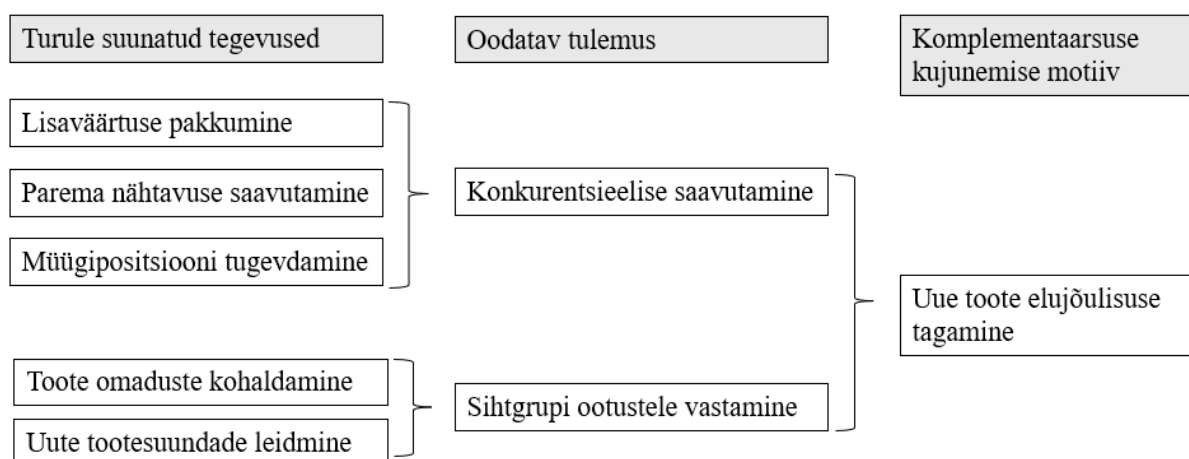 Turule suunatud tegevused
Oodatav tulemus
Komplementaarsuse
kujunemise motiiv
Lisaväärtuse pakkumine
Parema nähtavuse saavutamine
Müügipositsiooni tugevdamine
Konkurentsieelise saavutamine
Uue toote elujõulisuse
tagamine
Toote omaduste kohaldamine
Uute tootesuundade leidmine
Sihtgrupi ootustele vastamine